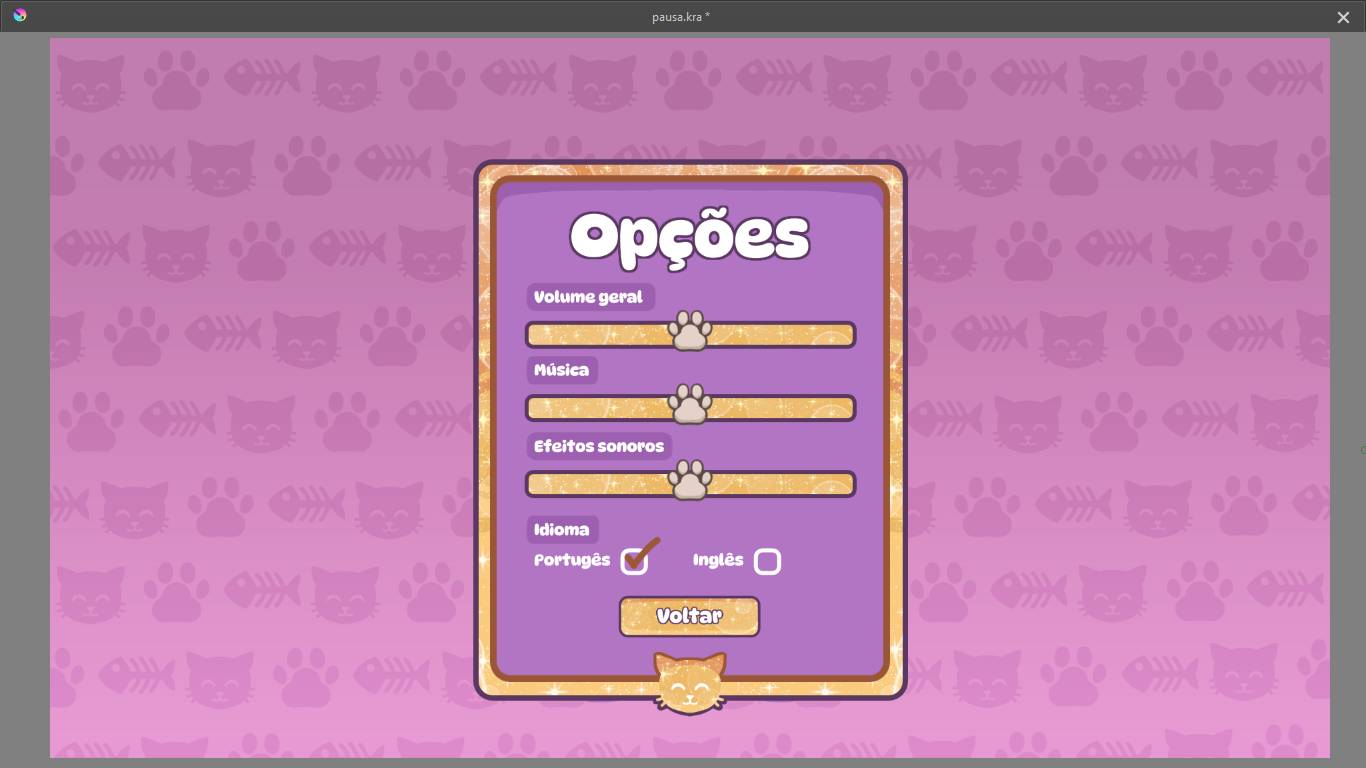 pausa.kra *
Opções
Volume geral
Música
Efeitos sonoros
Idioma
Portugês Inglês
Voltar